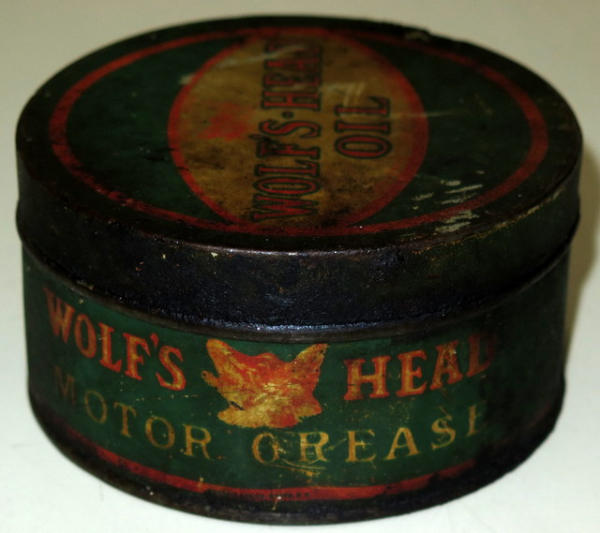 WOLF'S·HEAD
OIL
WOLF'S HEAD
MOTOR GREASE